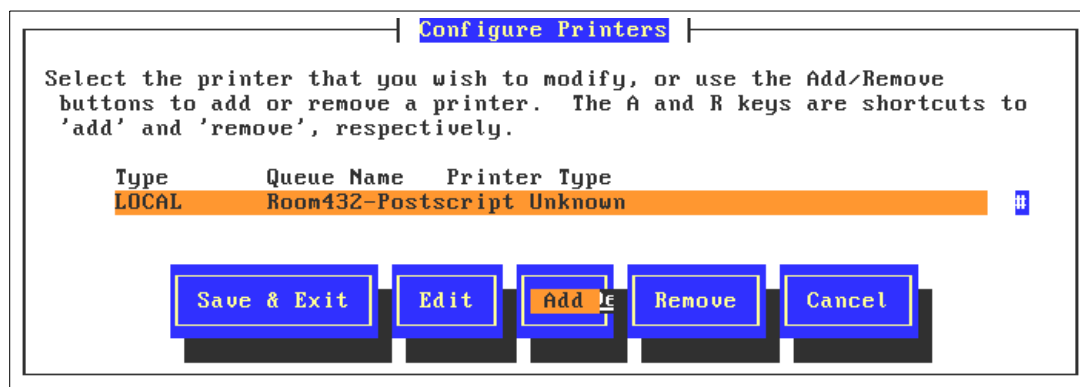 Configure Printers
Select the printer that you wish to modify, or use the Add/Remove
buttons to add or remove a printer.  The A and R keys are shortcuts to
'add' and 'remove', respectively.
Type Queue Name Printer Type
LOCAL Room432-Postscript Unknown #
Save & Exit Edit Add Remove Cancel